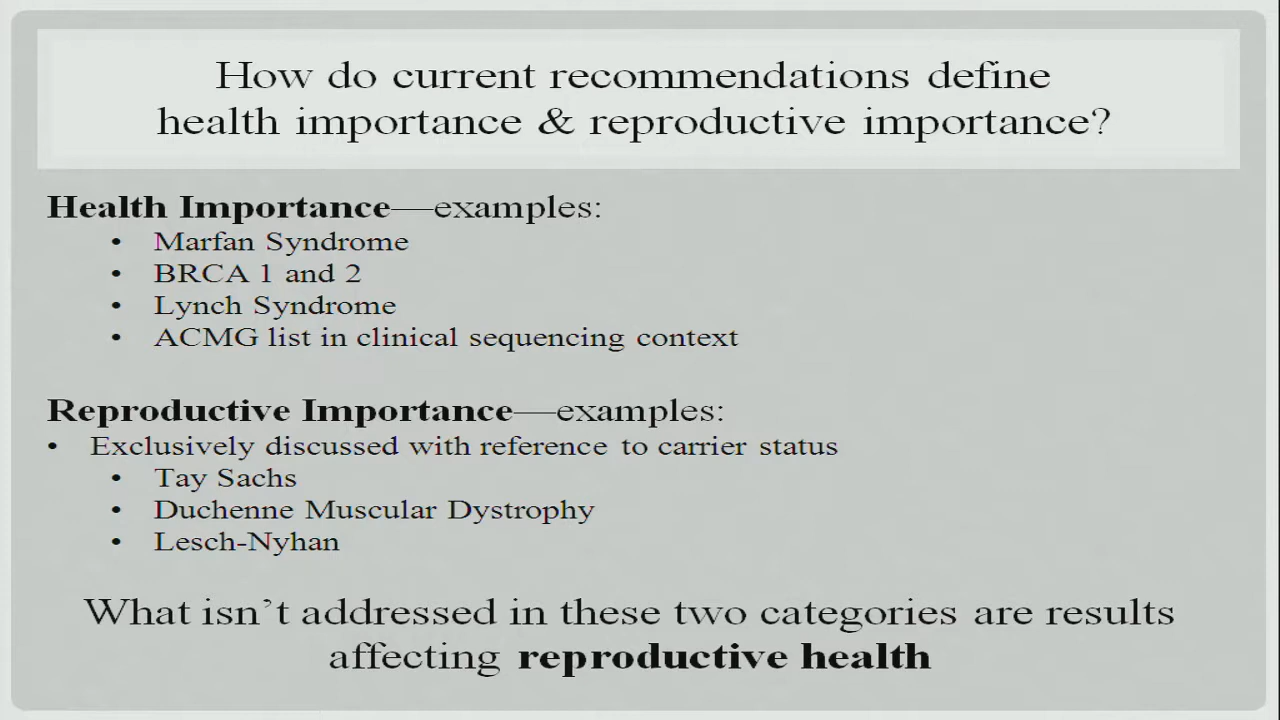 How do current recommendations define
health importance & reproductive importance?
Health Importance—examples:
• Marfan Syndrome
• BRCA 1 and 2
• Lynch Syndrome
• ACMG list in clinical sequencing context
Reproductive Importance—examples:
• Exclusively discussed with reference to carrier status
• Tay Sachs
• Duchenne Muscular Dystrophy
• Lesch-Nyhan
What isn’t addressed in these two categories are results
affecting reproductive health